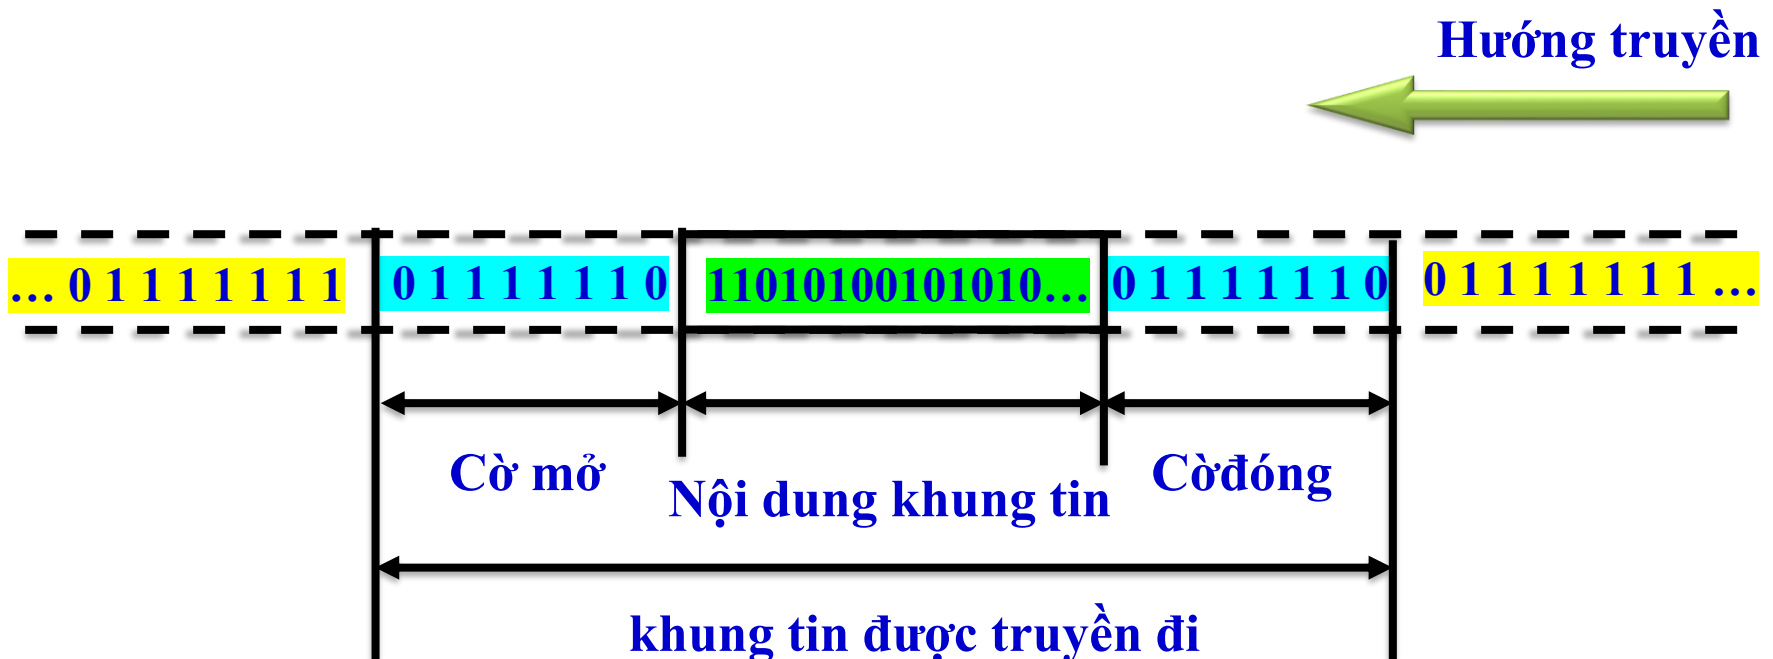 Hướng truyền
… 0 1 1 1 1 1 1 1 0 1 1 1 1 1 1 0 11010100101010… 0 1 1 1 1 1 1 0 0 1 1 1 1 1 1 1 …
Cờ mở Nội dung khung tin Cờđóng
khung tin được truyền đi